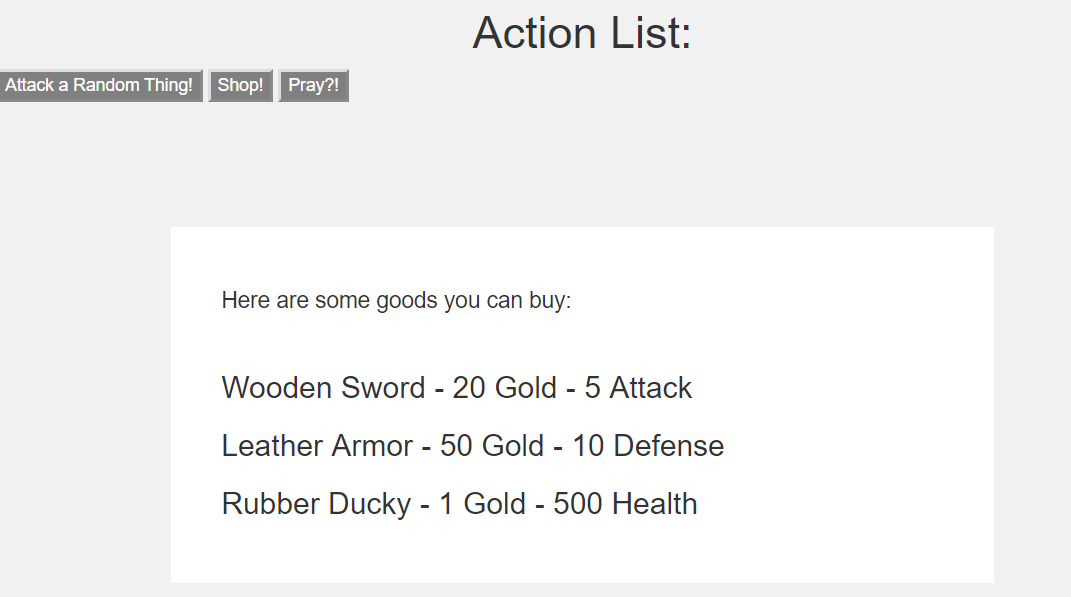 Action List:
Attack a Random Thing! Shop! Pray?!
Here are some goods you can buy:
Wooden Sword - 20 Gold - 5 Attack
Leather Armor - 50 Gold - 10 Defense
Rubber Ducky - 1 Gold - 500 Health